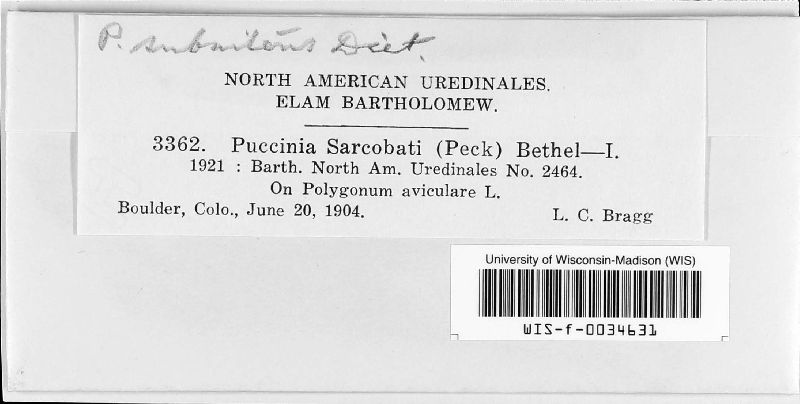 P. subnitens Diet.
NORTH AMERICAN UREDINALES.
ELAM BARTHOLOMEW.
3362. Puccinia Sarcobati (Peck) Bethel—I.
1921 : Barth. North Am. Uredinales No. 2464.
On Polygonum aviculare L.
Boulder, Colo., June 20, 1904. L. C. Bragg
University of Wisconsin-Madison (WIS)
WIS-f-0034631